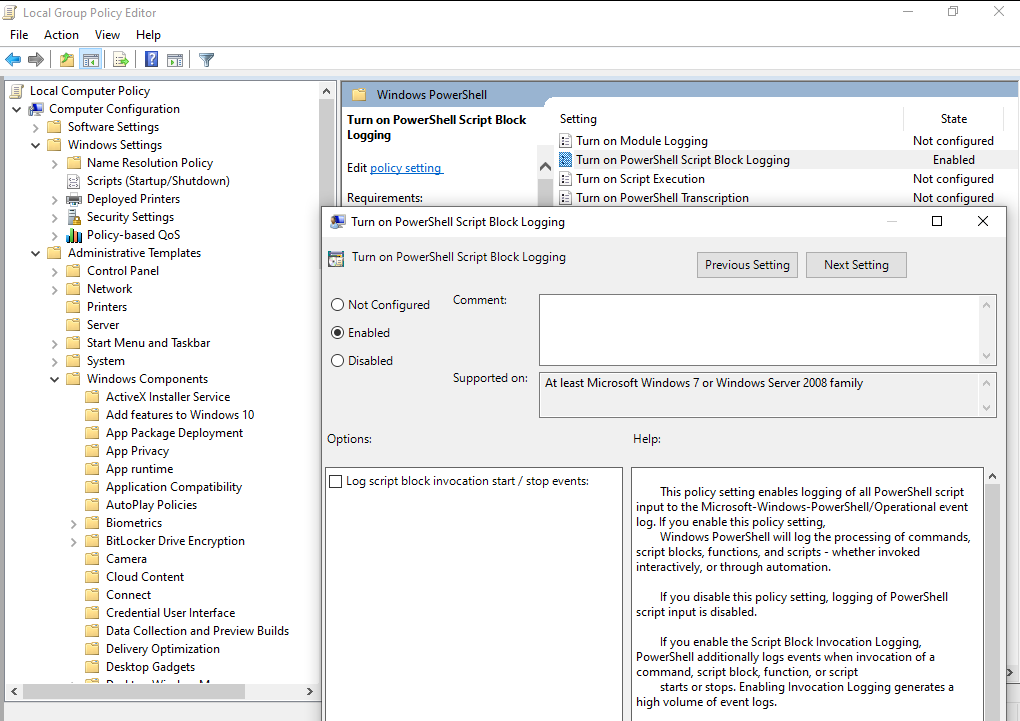 Local Group Policy Editor
File Action View Help
Local Computer Policy
Computer Configuration
Software Settings
Windows Settings
Name Resolution Policy
Scripts (Startup/Shutdown)
Deployed Printers
Security Settings
Policy-based QoS
Administrative Templates
Control Panel
Network
Printers
Server
Start Menu and Taskbar
System
Windows Components
ActiveX Installer Service
Add features to Windows 10
App Package Deployment
App Privacy
App runtime
Application Compatibility
AutoPlay Policies
Biometrics
BitLocker Drive Encryption
Camera
Cloud Content
Connect
Credential User Interface
Data Collection and Preview Builds
Delivery Optimization
Desktop Gadgets
Windows PowerShell
Turn on PowerShell Script Block
Logging
Edit policy setting
Requirements:
Setting State
Turn on Module Logging Not configured
Turn on PowerShell Script Block Logging Enabled
Turn on Script Execution Not configured
Turn on PowerShell Transcription Not configured
Turn on PowerShell Script Block Logging
Turn on PowerShell Script Block Logging
Previous Setting Next Setting
Not Configured
Enabled
Disabled
Comment:
Supported on:
At least Microsoft Windows 7 or Windows Server 2008 family
Options:
Help:
Log script block invocation start / stop events:
This policy setting enables logging of all PowerShell script
input to the Microsoft-Windows-PowerShell/Operational event
log. If you enable this policy setting,
Windows PowerShell will log the processing of commands,
script blocks, functions, and scripts - whether invoked
interactively, or through automation.
If you disable this policy setting, logging of PowerShell
script input is disabled.
If you enable the Script Block Invocation Logging,
PowerShell additionally logs events when invocation of a
command, script block, function, or script
starts or stops. Enabling Invocation Logging generates a
high volume of event logs.